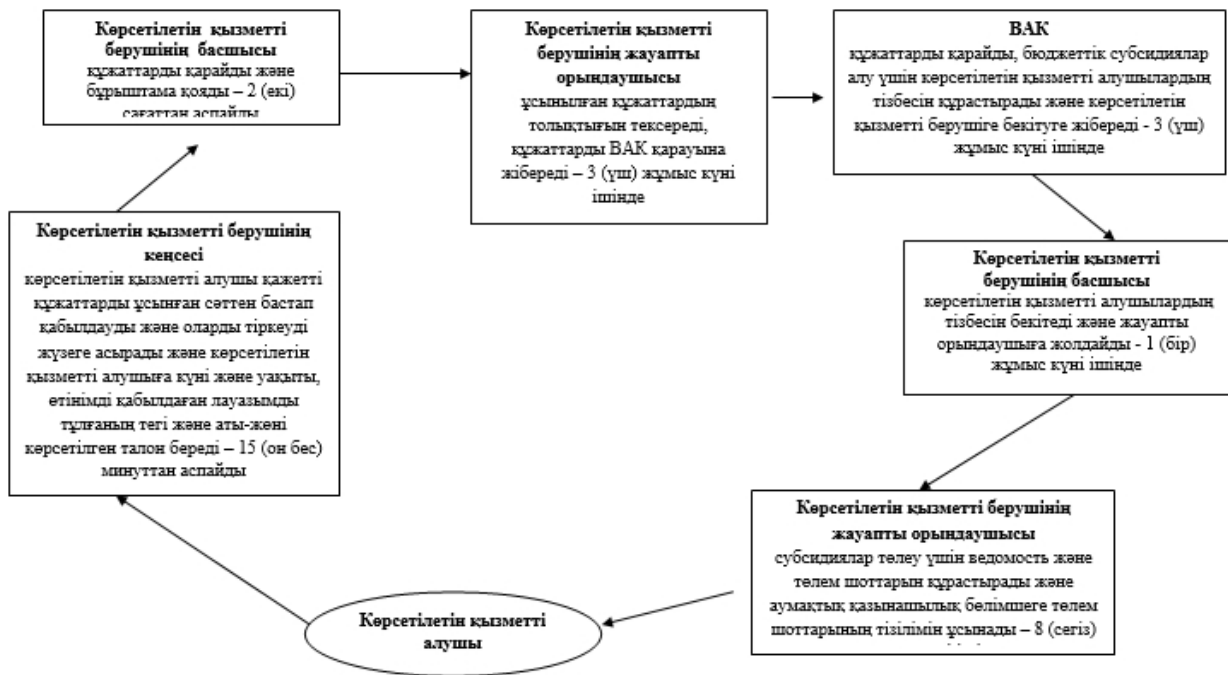 Көрсетілетін қызметті
берушінің басшысы
құжаттарды қарайды және
бұрыштама қояды – 2 (екі)
сағаттан аспайды
Көрсетілетін қызметті
берушінің жауапты
орындаушысы
ұсынылған құжаттардың
толықтығын тексереді,
құжаттарды ВАК қарауына
жібереді – 3 (үш) жұмыс күні
ішінде
ВАК
құжаттарды қарайды, бюджеттік субсидиялар
алу үшін көрсетілетін қызметті алушылардың
тізбесін құрастырады және көрсетілетін
қызметті берушіге бекітуге жібереді - 3 (үш)
жұмыс күні ішінде
Көрсетілетін қызметті берушінің
кеңсесі
көрсетілетін қызметті алушы қажетті
құжаттарды ұсынған сәттен бастап
қабылдауды және оларды тіркеуді
жүзеге асырады және көрсетілетін
қызметті алушыға күні және уақыты,
өтінімді қабылдаған лауазымды
тұлғаның тегі және аты-жөні
көрсетілген талон береді – 15 (он бес)
минуттан аспайды
Көрсетілетін қызметті
берушінің басшысы
көрсетілетін қызметті алушылардың
тізбесін бекітеді және жауапты
орындаушыға жолдайды - 1 (бір)
жұмыс күні ішінде
Көрсетілетін қызметті берушінің
жауапты орындаушысы
субсидиялар төлеу үшін ведомость және
төлем шоттарын құрастырады және
аумақтық қазынашылық бөлімшеге төлем
шоттарының тізілімін ұсынады – 8 (сегіз)
Көрсетілетін қызметті
алушы